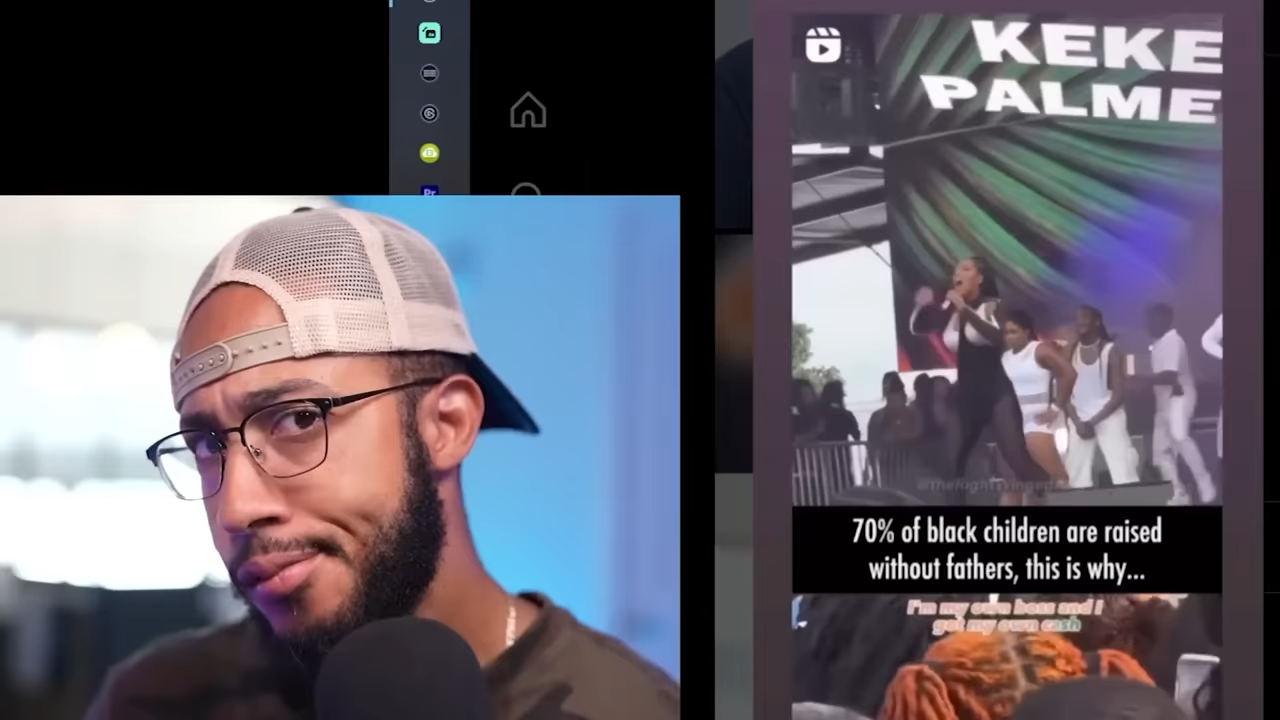 Pr
KEKE
PALME
70% of black children are raised
without fathers, this is why...
I'm my own boss and I
got my own cash